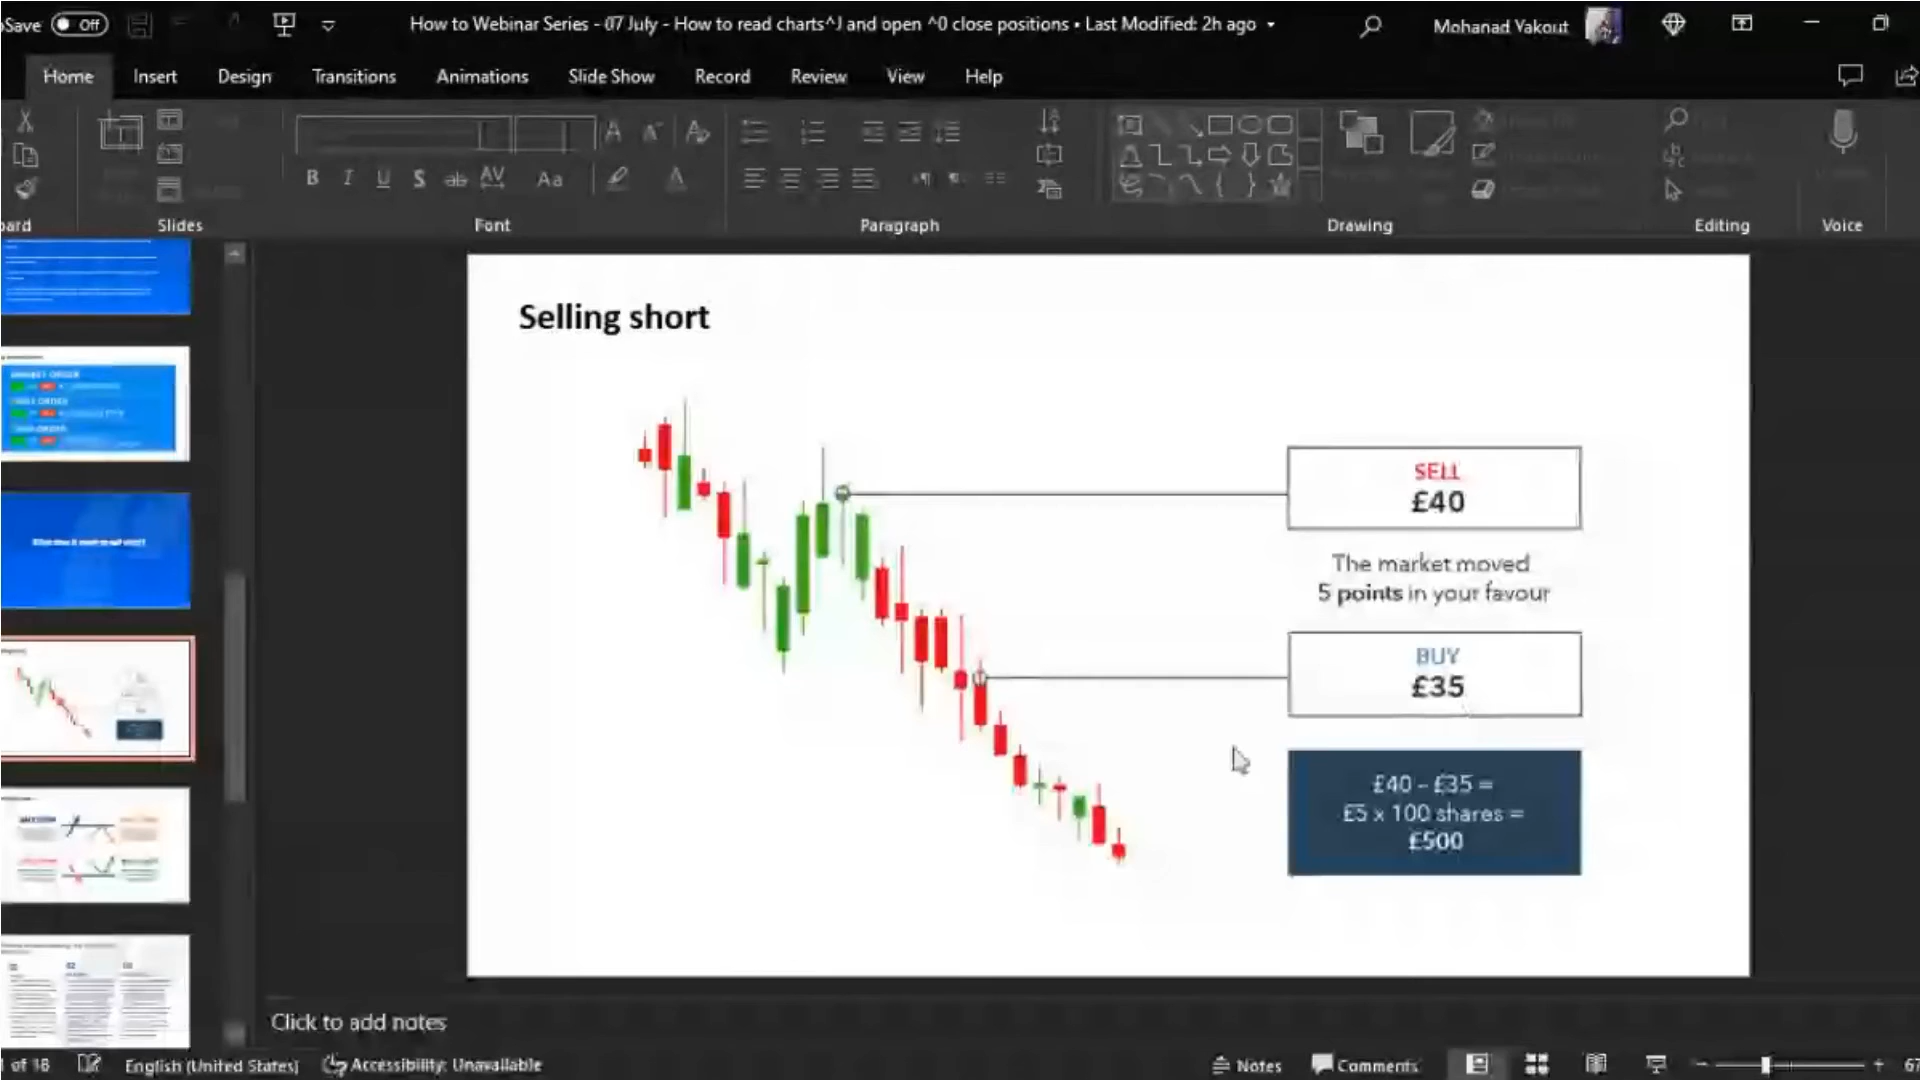 Save Off
How to Webinar Series - 07 July - How to read charts^J and open ^0 close positions • Last Modified: 2h ago
Mohanad Yakout
Home Insert Design Transitions Animations Slide Show Record Review View Help
B I U S ab AV Aa
Slides Font Paragraph Drawing Editing Voice
Selling short
SELL
£40
The market moved
5 points in your favour
BUY
£35
£40 - £35 =
£5 x 100 shares =
£500
Click to add notes
of 18 English (United States) Accessibility: Unavailable Notes Comments